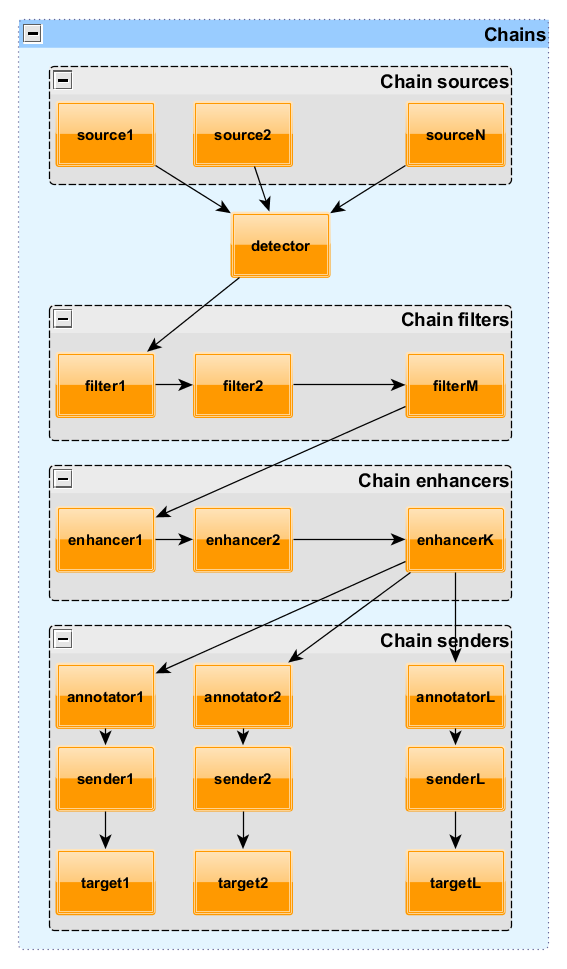 Chains
Chain sources
source1 source2 sourceN
detector
Chain filters
filter1 filter2 filterM
Chain enhancers
enhancer1 enhancer2 enhancerK
Chain senders
annotator1 annotator2 annotatorL
sender1 sender2 senderL
target1 target2 targetL